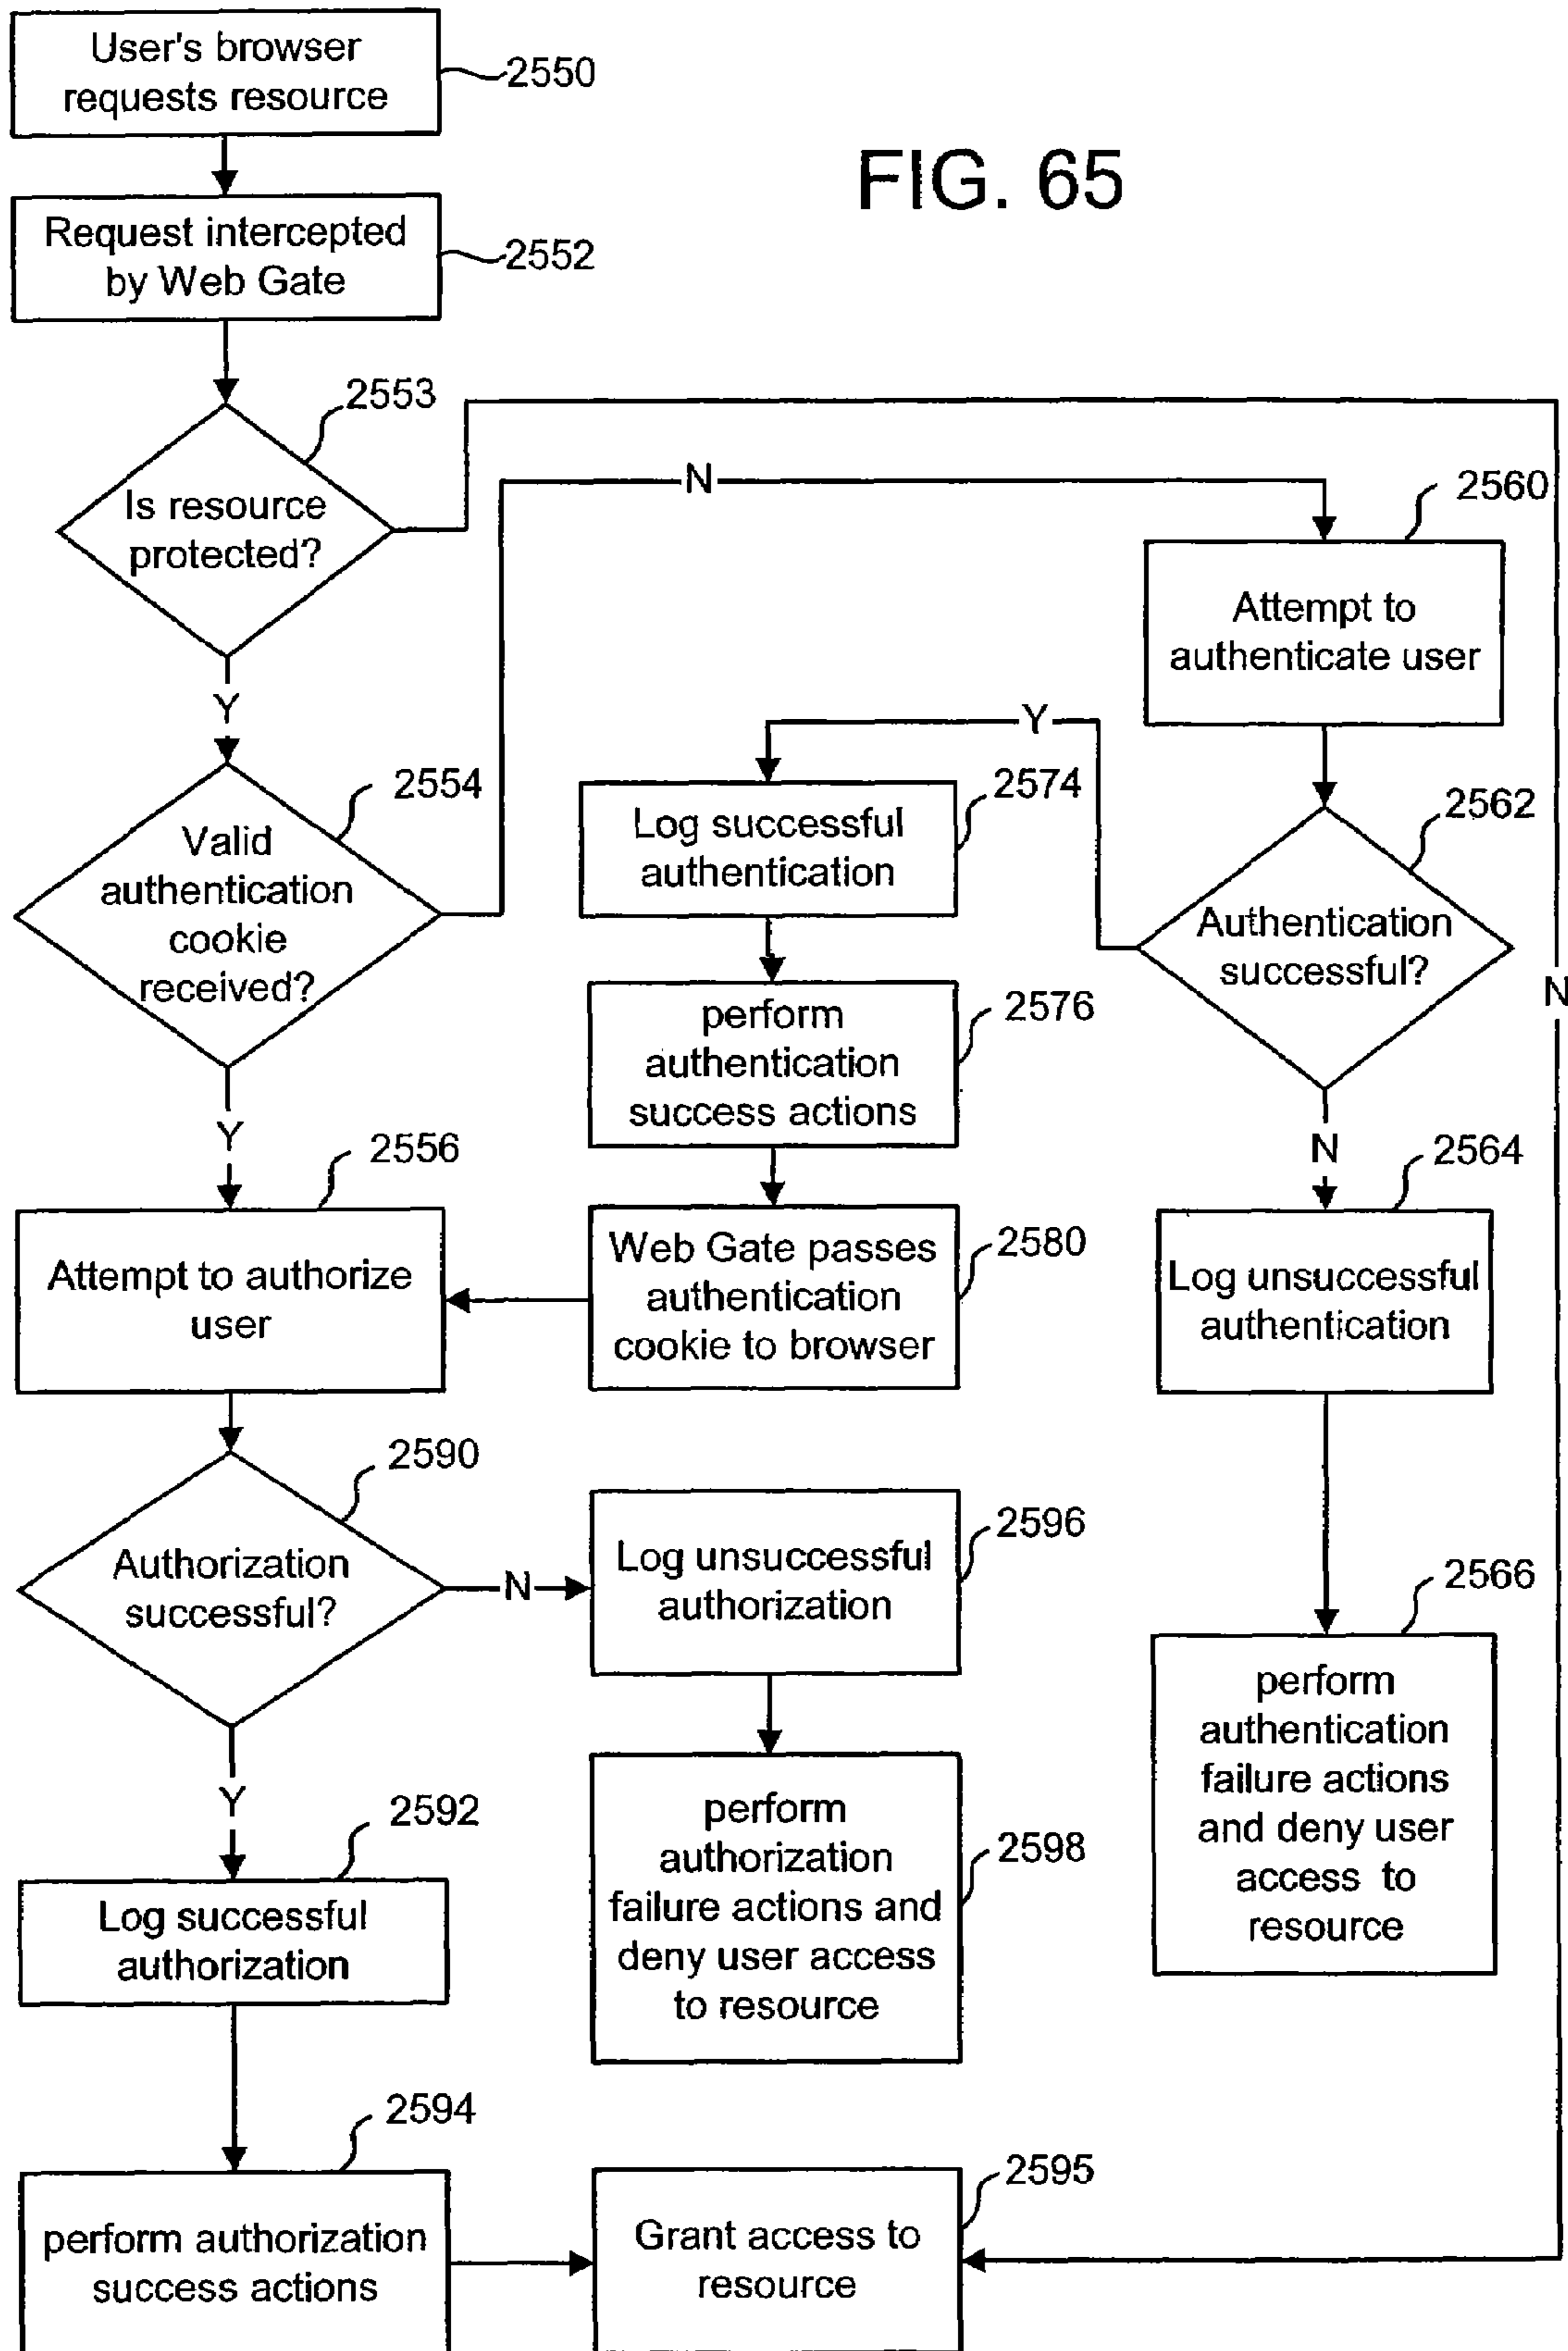 User's browser
requests resource
2550
FIG. 65
Request intercepted
by Web Gate
2552
2553
Is resource
protected?
N
Y
N
2560
Attempt to
authenticate user
2554
Valid
authentication
cookie
received?
Y
2574
Log successful
authentication
2562
Authentication
successful?
2576
perform
authentication
success actions
Y
N
2556
Attempt to authorize
user
2580
Web Gate passes
authentication
cookie to browser
2564
Log unsuccessful
authentication
2590
Authorization
successful?
N
2596
Log unsuccessful
authorization
2566
perform
authentication
failure actions
and deny user
access to
resource
Y
2592
Log successful
authorization
2598
perform
authorization
failure actions and
deny user access
to resource
2594
perform authorization
success actions
2595
Grant access to
resource